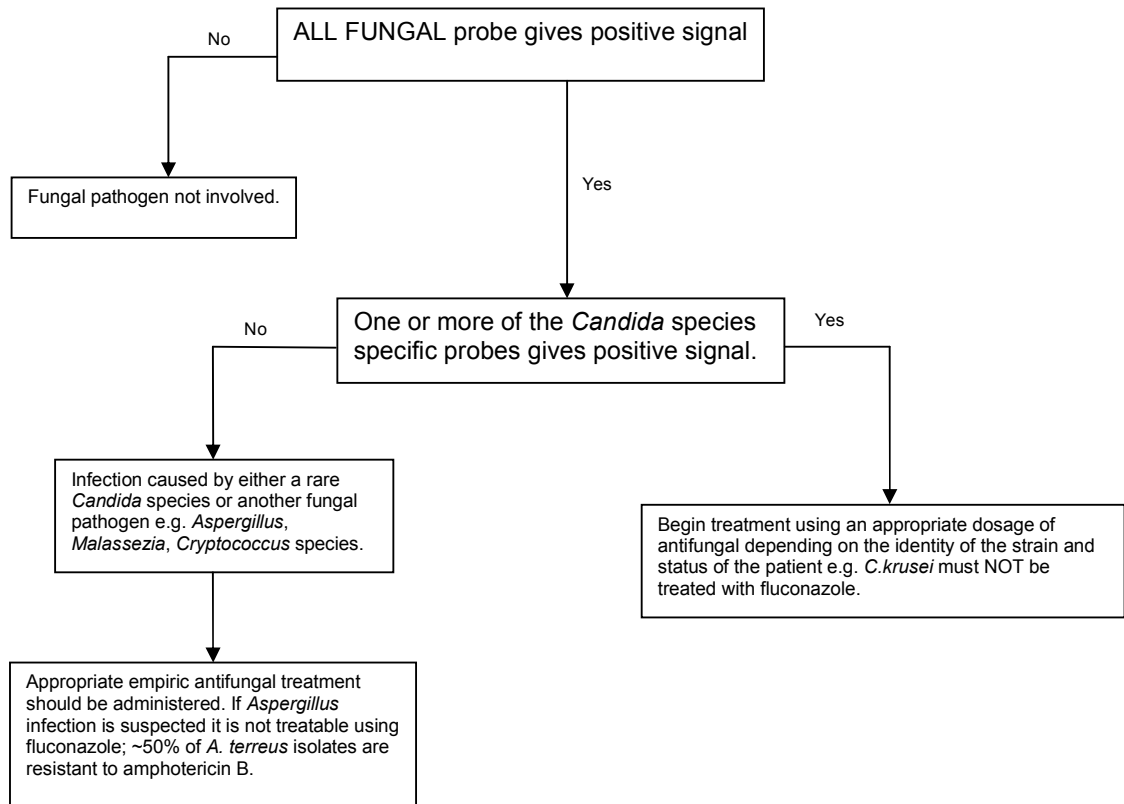 ALL FUNGAL probe gives positive signal
No
Fungal pathogen not involved.
Yes
One or more of the Candida species
specific probes gives positive signal.
No
Yes
Infection caused by either a rare
Candida species or another fungal
pathogen e.g. Aspergillus,
Malassezia, Cryptococcus species.
Begin treatment using an appropriate dosage of
antifungal depending on the identity of the strain and
status of the patient e.g. C.krusei must NOT be
treated with fluconazole.
Appropriate empiric antifungal treatment
should be administered. If Aspergillus
infection is suspected it is not treatable using
fluconazole; ~50% of A. terreus isolates are
resistant to amphotericin B.